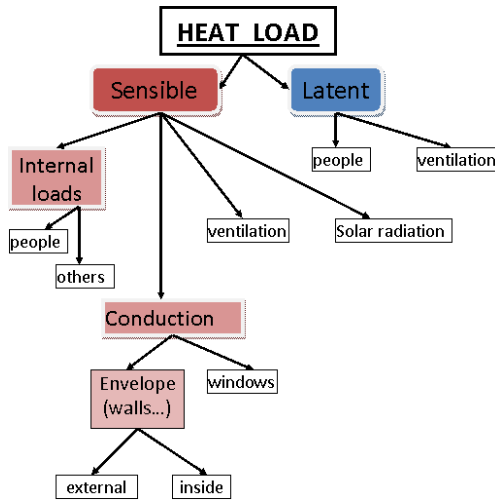 HEAT LOAD
Sensible
Latent
people
ventilation
Internal
loads
people
others
ventilation
Solar radiation
Conduction
Envelope
(walls...)
windows
external
inside